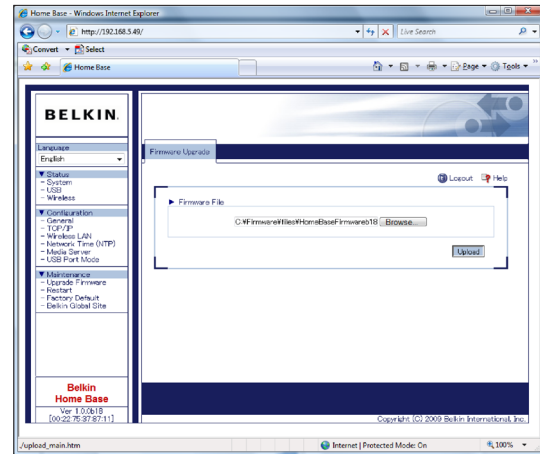 Home Base - Windows Internet Explorer
http://192.168.5.49/
Live Search
Convert Select
Home Base
Page Tools
BELKIN.
Language
English
Firmware Upgrade
Logout Help
▼ Status
- System
- USB
- Wireless
▼ Configuration
- General
- TCP/IP
- Wireless LAN
- Network Time (NTP)
- Media Server
- USB Port Mode
▼ Maintenance
- Upgrade Firmware
- Restart
- Factory Default
- Belkin Global Site
► Firmware File
C:¥Firmware¥files¥HomeBaseFirmwareb18 Browse...
Upload
Belkin
Home Base
Ver 1.0.0b18
[00:22:75:37:87:11]
Copyright (C) 2009 Belkin International, Inc.
./upload_main.htm
Internet | Protected Mode: On
100%